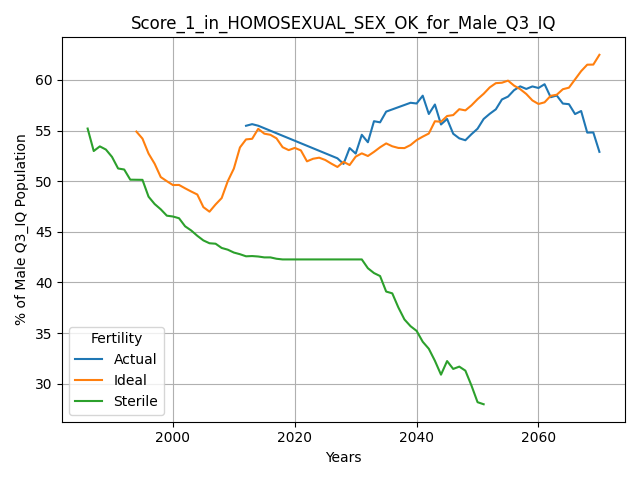 Score_1_in_HOMOSEXUAL_SEX_OK_for_Male_Q3_IQ
% of Male Q3_IQ Population
60
55
50
45
40
35
30
Fertility
Actual
Ideal
Sterile
2000
2020
2040
2060
Years